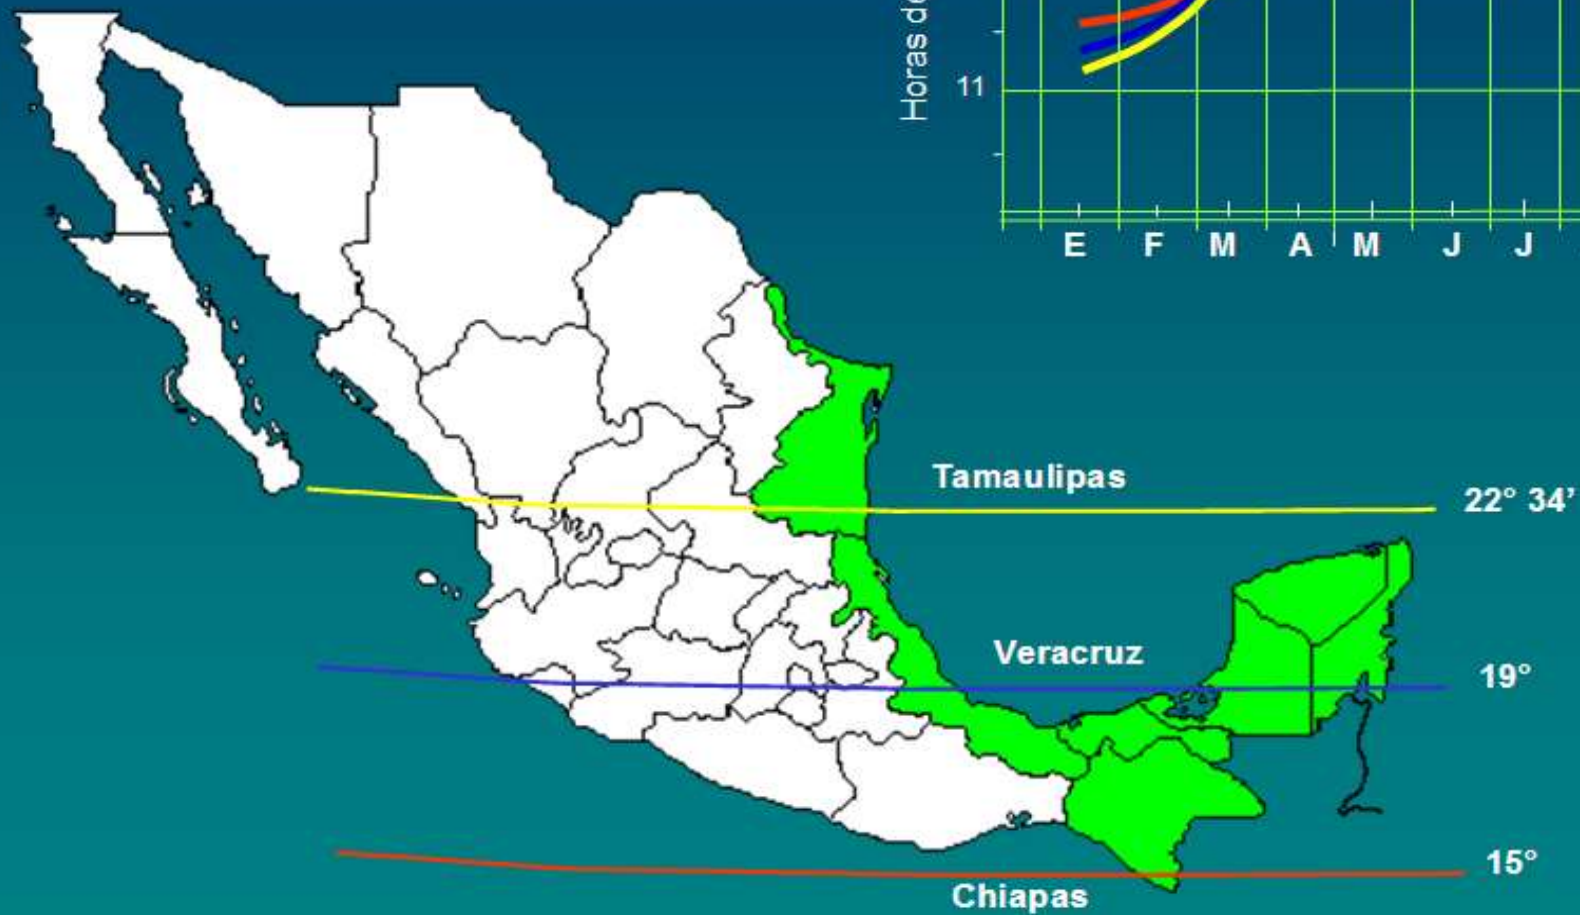 Horas de
11
E F M A M J J
Tamaulipas
22° 34’
Veracruz
19°
15°
Chiapas